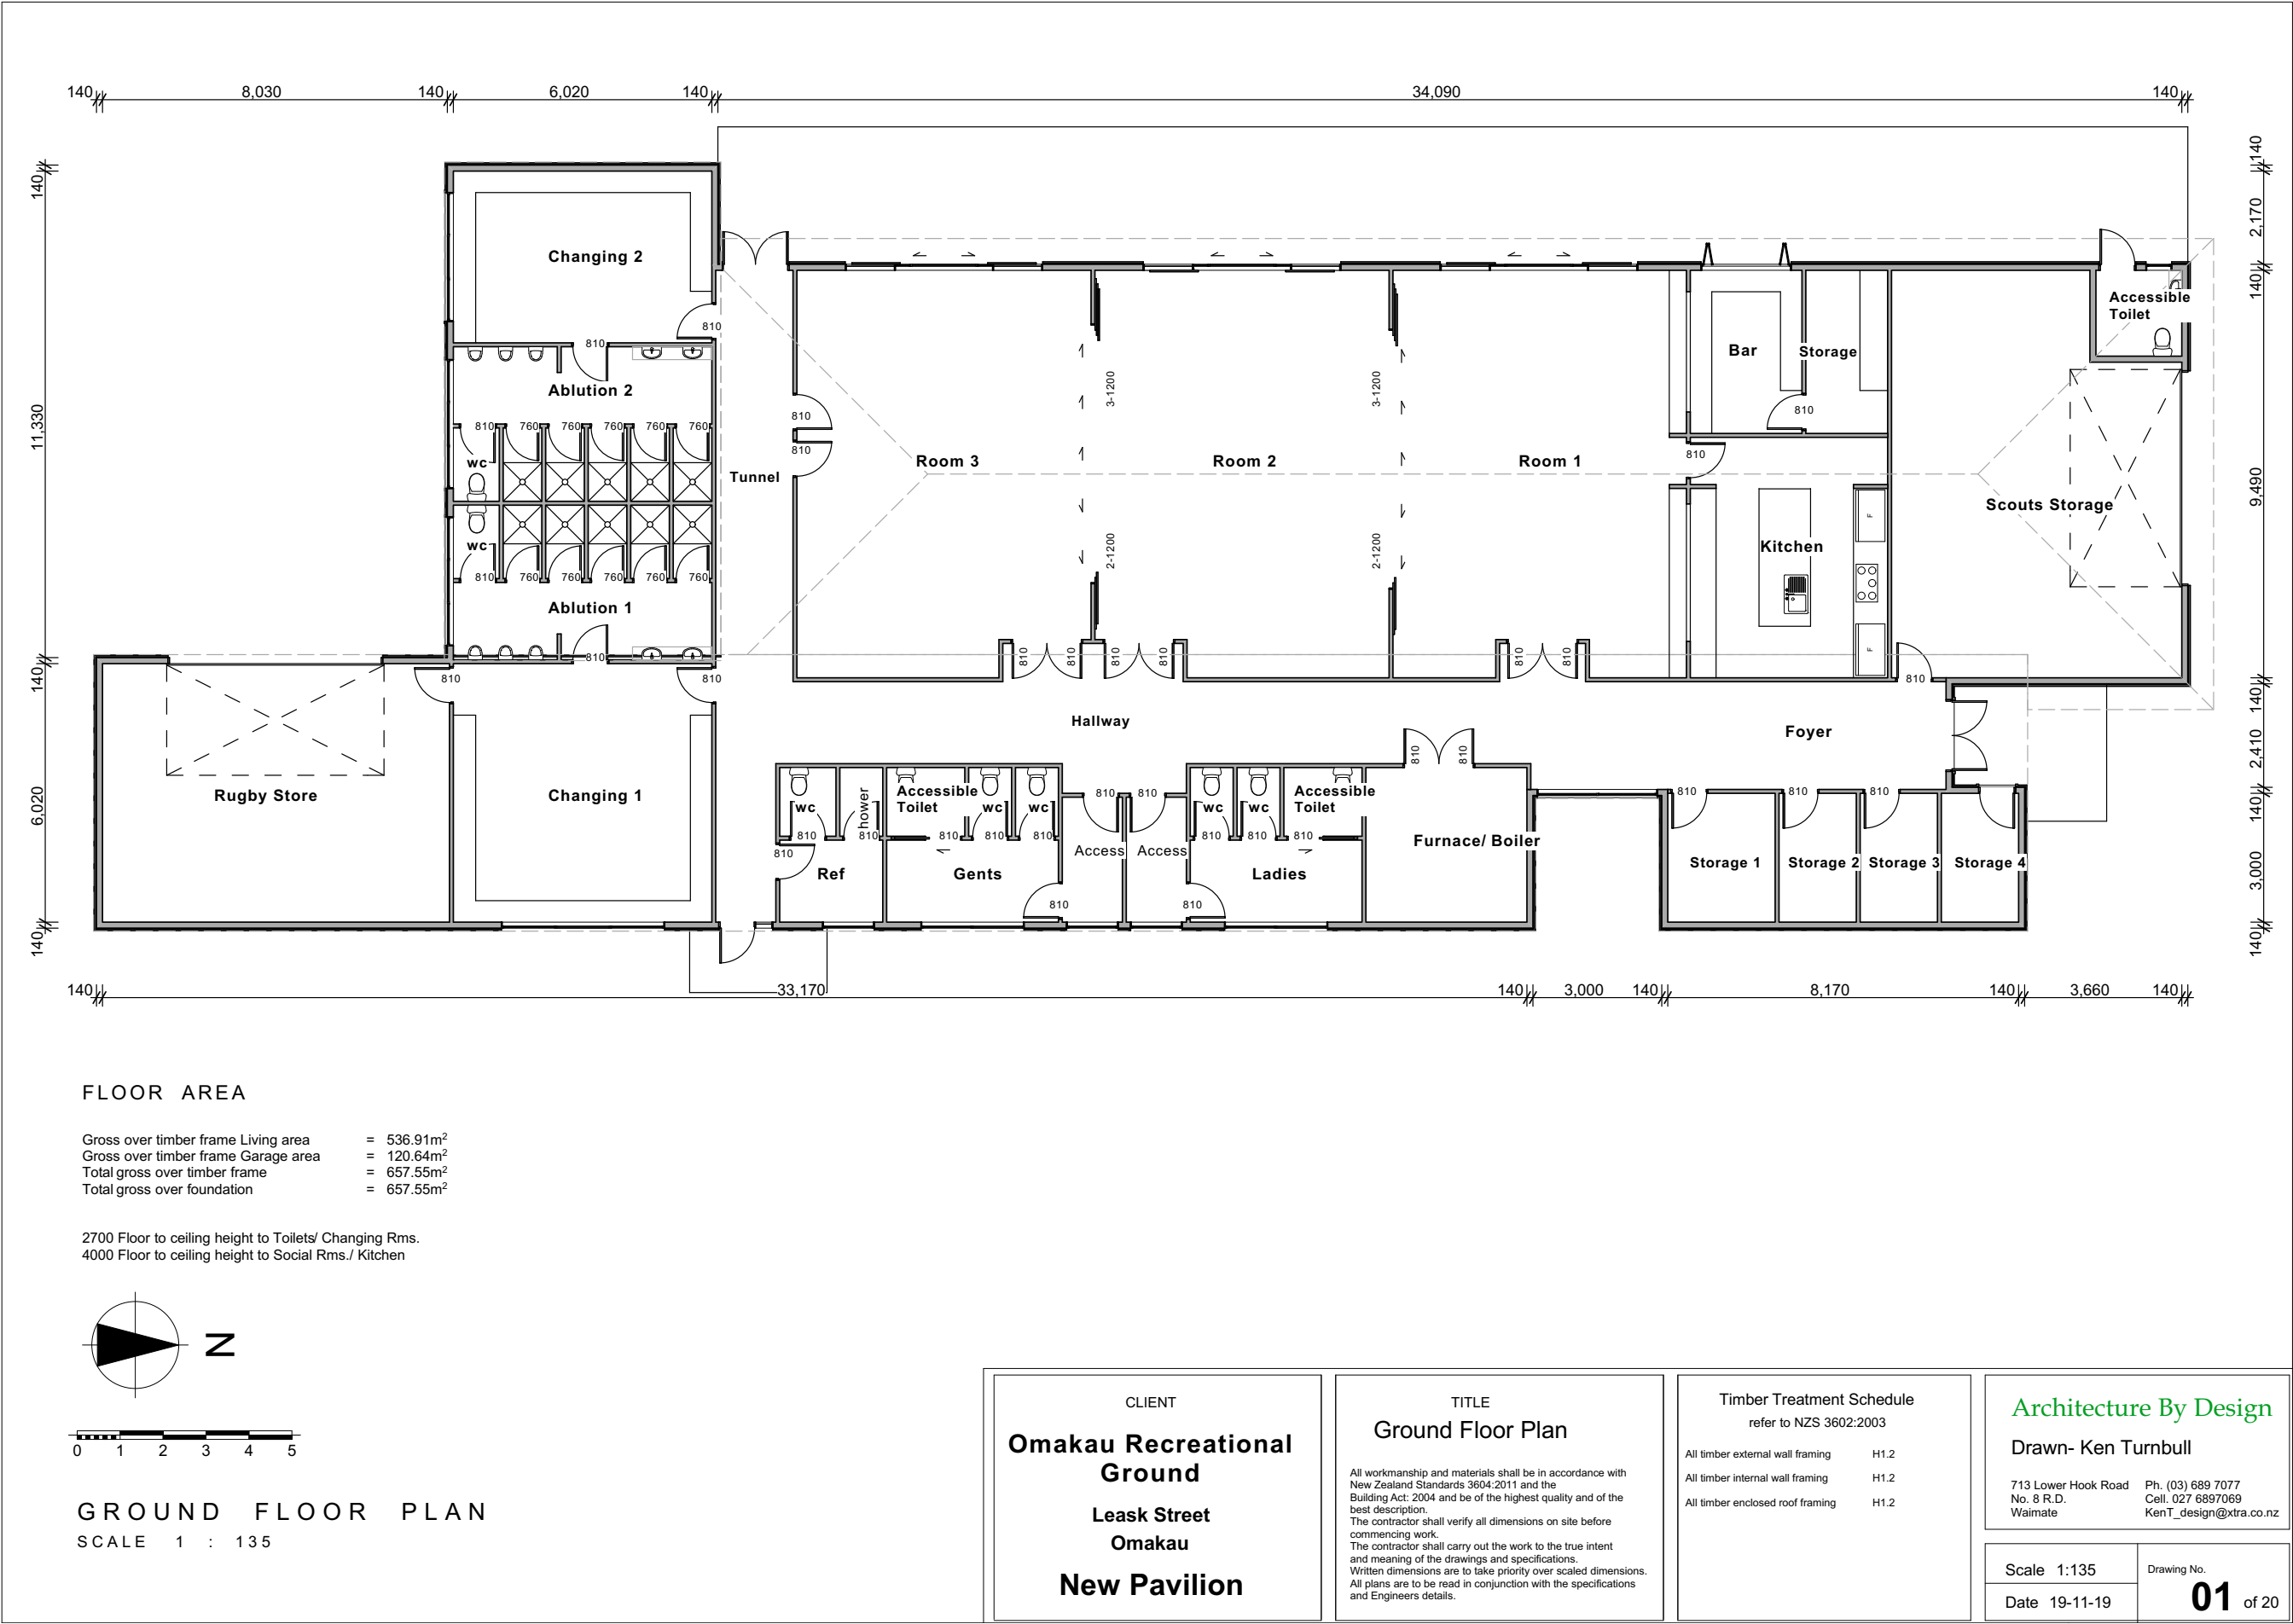 140 8,030 140 6,020 140 34,090 140
140
11,330
140
6,020
140
140
2,170
140
9,490
140
2,410
140
3,000
140
Changing 2
810
810
Ablution 2
810 760 760 760 760 760
wc
wc
810 760 760 760 760 760
Ablution 1
810
810
810
Tunnel
810
810
Room 3
3-1200
2-1200
Room 2
3-1200
2-1200
Room 1
Bar
Storage
810
810
Kitchen
F
F
Accessible
Toilet
Scouts Storage
810 810 810 810 810 810
810
Hallway
Foyer
810 810
Rugby Store
Changing 1
wc
hower
810 810
810
Ref
Accessible
Toilet
wc
wc
810 810 810
Gents
810
810 810
Access
Access
wc
wc
Accessible
Toilet
810 810 810
Ladies
810
Furnace/ Boiler
810 810 810
Storage 1
Storage 2
Storage 3
Storage 4
140 33,170 140 3,000 140 8,170 140 3,660 140
FLOOR AREA
Gross over timber frame Living area = 536.91m²
Gross over timber frame Garage area = 120.64m²
Total gross over timber frame = 657.55m²
Total gross over foundation = 657.55m²
2700 Floor to ceiling height to Toilets/ Changing Rms.
4000 Floor to ceiling height to Social Rms./ Kitchen
N
0 1 2 3 4 5
GROUND FLOOR PLAN
SCALE 1 : 135
CLIENT
Omakau Recreational
Ground
Leask Street
Omakau
New Pavilion
TITLE
Ground Floor Plan
All workmanship and materials shall be in accordance with
New Zealand Standards 3604:2011 and the
Building Act: 2004 and be of the highest quality and of the
best description.
The contractor shall verify all dimensions on site before
commencing work.
The contractor shall carry out the work to the true intent
and meaning of the drawings and specifications.
Written dimensions are to take priority over scaled dimensions.
All plans are to be read in conjunction with the specifications
and Engineers details.
Timber Treatment Schedule
refer to NZS 3602:2003
All timber external wall framing H1.2
All timber internal wall framing H1.2
All timber enclosed roof framing H1.2
Architecture By Design
Drawn- Ken Turnbull
713 Lower Hook Road Ph. (03) 689 7077
No. 8 R.D. Cell. 027 6897069
Waimate KenT_design@xtra.co.nz
Scale 1:135
Date 19-11-19
Drawing No.
01 of 20